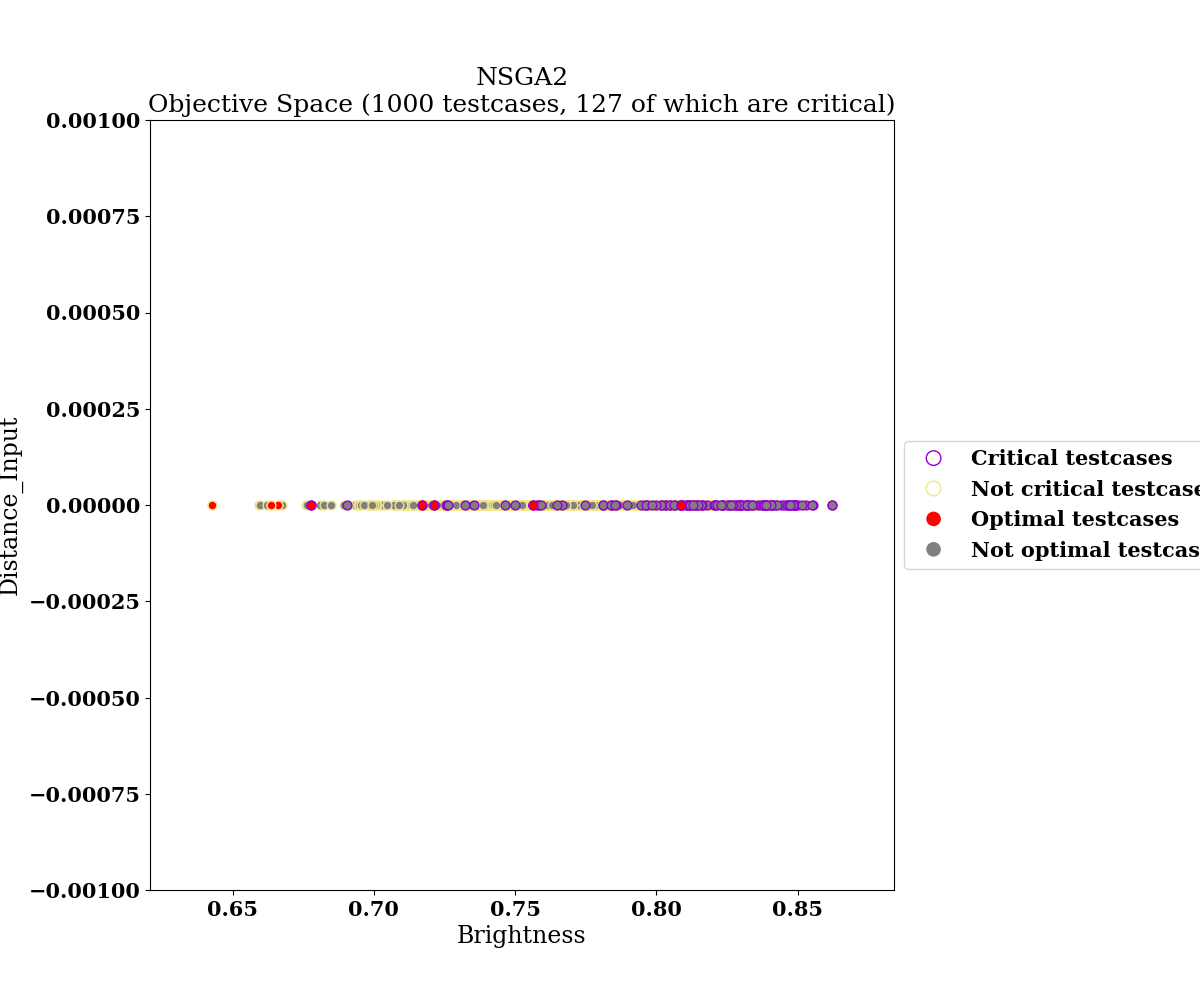 NSGA2
Objective Space (1000 testcases, 127 of which are critical)
0.00100
0.00075
0.00050
0.00025
0.00000
−0.00025
−0.00050
−0.00075
−0.00100
Distance_Input
0.65 0.70 0.75 0.80 0.85
Brightness
Critical testcases
Not critical testcase
Optimal testcases
Not optimal testcas